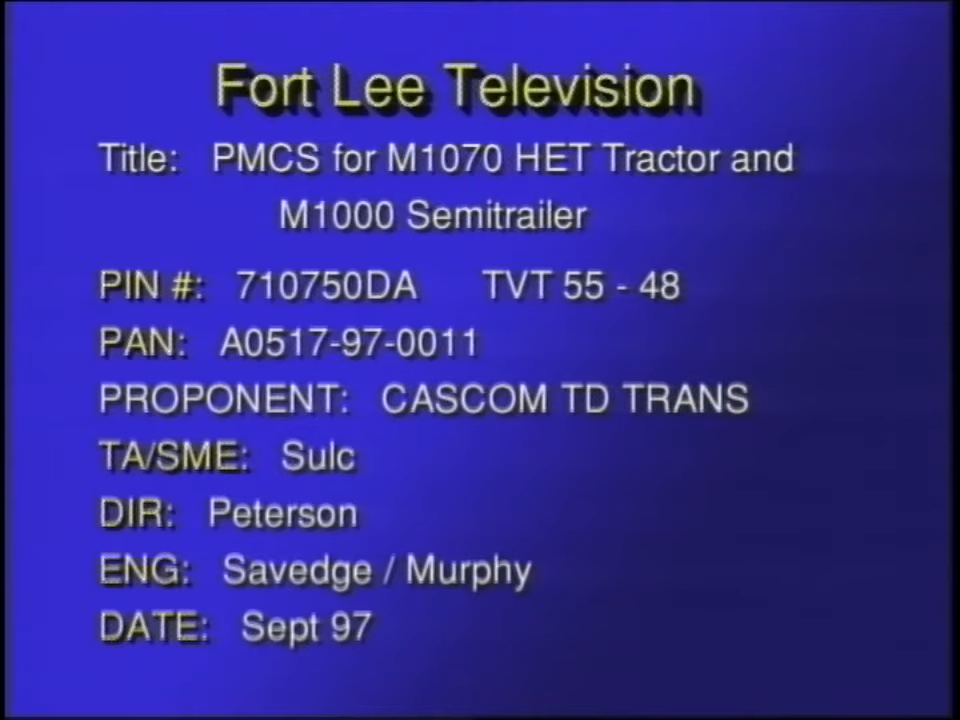 Fort Lee Television
Title: PMCS for M1070 HET Tractor and
M1000 Semitrailer
PIN #: 710750DA TVT 55 - 48
PAN: A0517-97-0011
PROPONENT: CASCOM TD TRANS
TA/SME: Sulc
DIR: Peterson
ENG: Savedge / Murphy
DATE: Sept 97